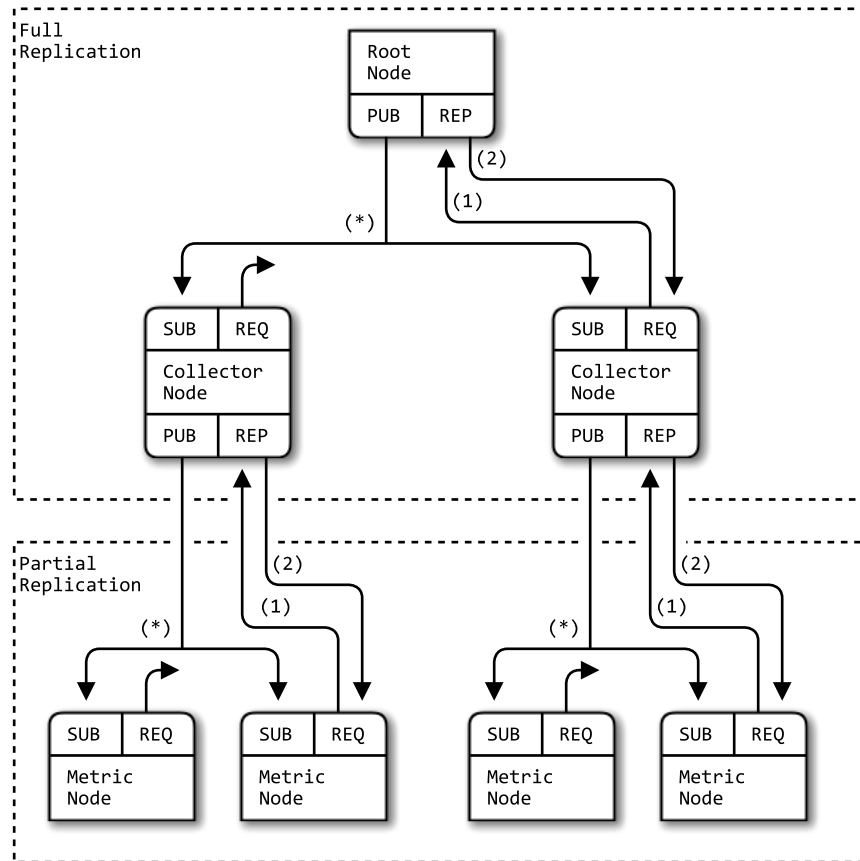 Full
Replication
Root
Node
PUB REP
(2)
(1)
(*)
SUB REQ
Collector
Node
PUB REP
SUB REQ
Collector
Node
PUB REP
Partial
Replication
(2)
(1)
(*)
(2)
(1)
(*)
SUB REQ
Metric
Node
SUB REQ
Metric
Node
SUB REQ
Metric
Node
SUB REQ
Metric
Node